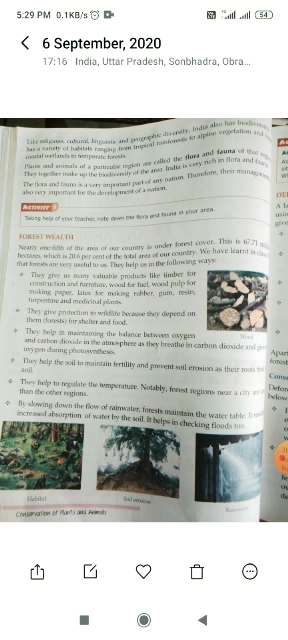 5:29 PM 0.1KB/s
54
6 September, 2020
17:16 India, Uttar Pradesh, Sonbhadra, Obra...
Like religious, cultural, linguistic and geographic diversity, India also has
has a variety of habitats ranging from tropical rainforests to alpine vegetation and
coastal wetlands to temperate forests.
Plants and animals of a particular region are called the flora and fauna of that
They together make up the biodiversity of the area. India is very rich in flora and
The flora and fauna is a very important part of any nation. Therefore, their
also very important for the development of a nation.
ACTIVITY
Taking help of your teacher, note down the flora and fauna in your area.
FOREST WEALTH
Nearly one-fifth of the area of our country is under forest cover. This is 67.71
hectares, which is 20.6 per cent of the total area of our country. We have learnt in
that forests are very useful to us. They help us in the following ways:
They give us many valuable products like timber for
construction and furniture, wood for fuel, wood pulp for
making paper, latex for making rubber, gum, resin,
turpentine and medicinal plants.
They give protection to wildlife because they depend on
them (forests) for shelter and food.
Wood
They help in maintaining the balance between oxygen
and carbon dioxide in the atmosphere as they breathe in carbon dioxide and
oxygen during photosynthesis.
They help the soil to maintain fertility and prevent soil erosion as their root
soil.
They help to regulate the temperature. Notably, forest regions near a city are
than the other regions.
By slowing down the flow of rainwater, forests maintain the water table. It
increased absorption of water by the soil. It helps in checking floods too.
Habitat
Soil erosion
Conservation of Plants and Animals